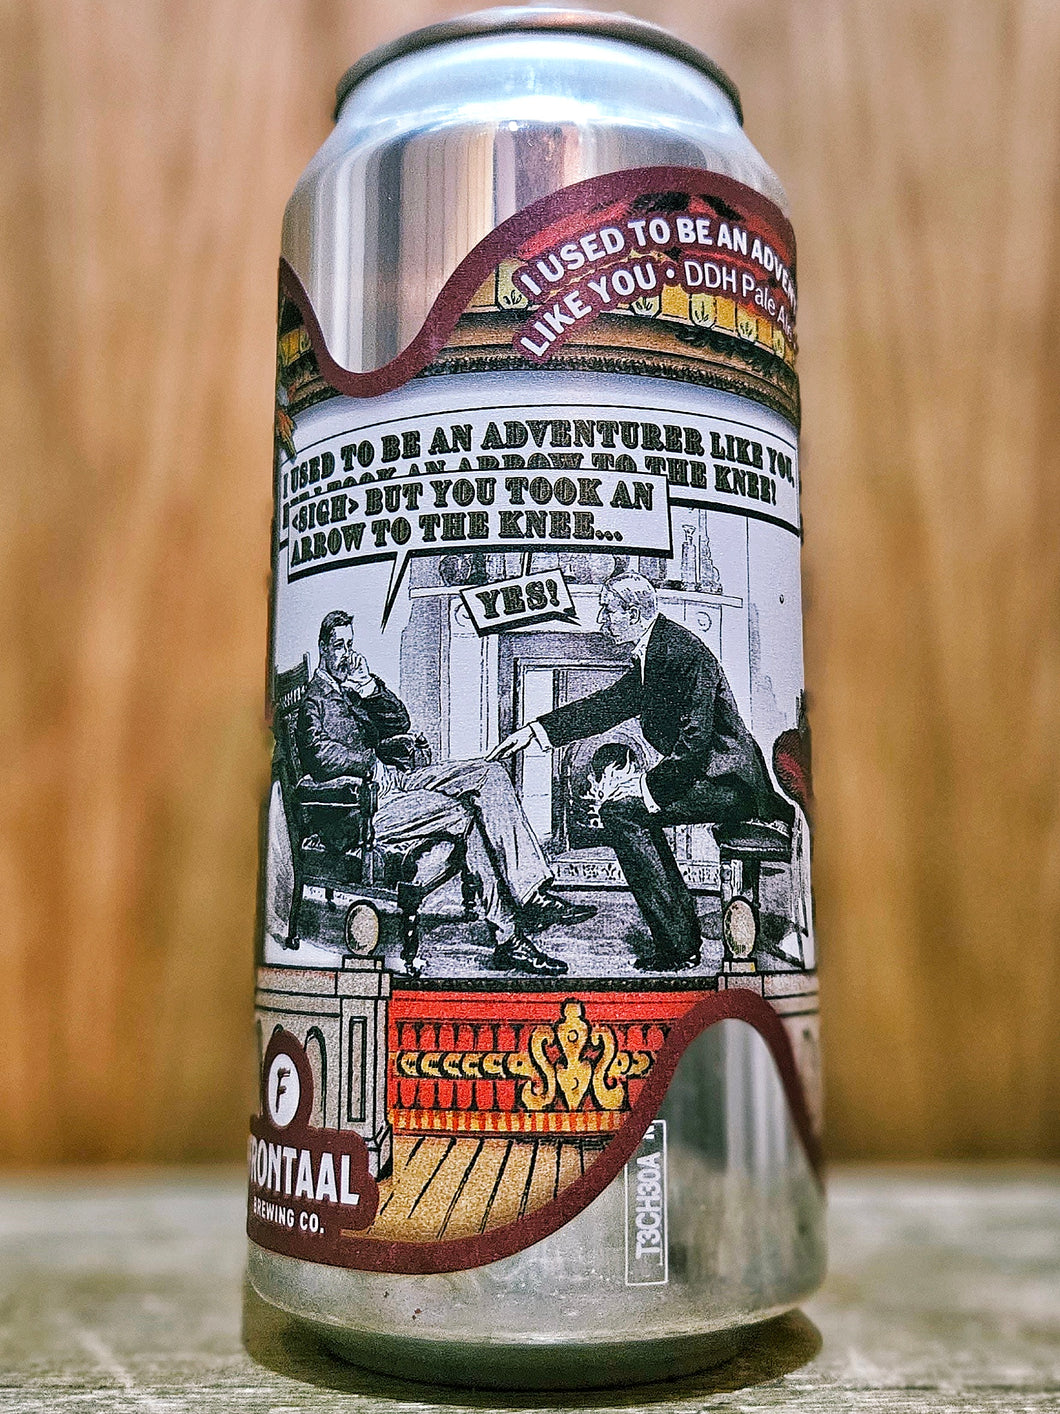 I USED TO BE AN ADVEN
LIKE YOU • DDH Pale Al
I USED TO BE AN ADVENTURER LIKE YOU,
TOOK AN ARROW TO THE KNEE!
<SIGH> BUT YOU TOOK AN
ARROW TO THE KNEE...
YES!
F
FRONTAAL
BREWING CO.
T3CH30A